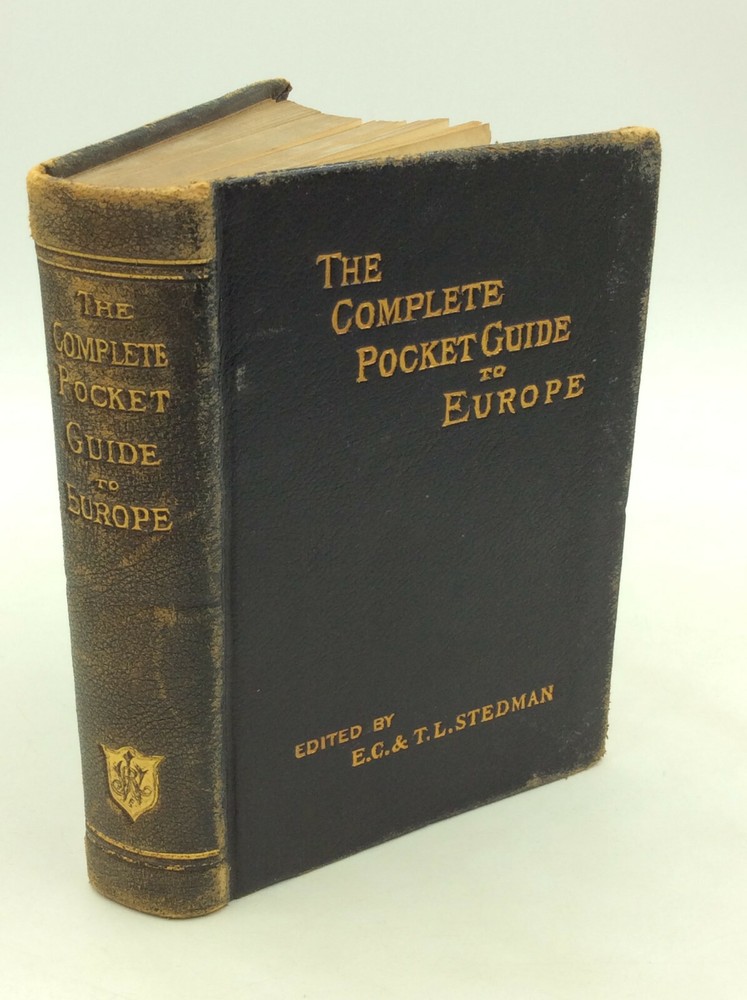 THE
COMPLETE
POCKET
GUIDE
TO
EUROPE
THE
COMPLETE
POCKET GUIDE
TO
EUROPE
EDITED BY
E.C. & T.L. STEDMAN